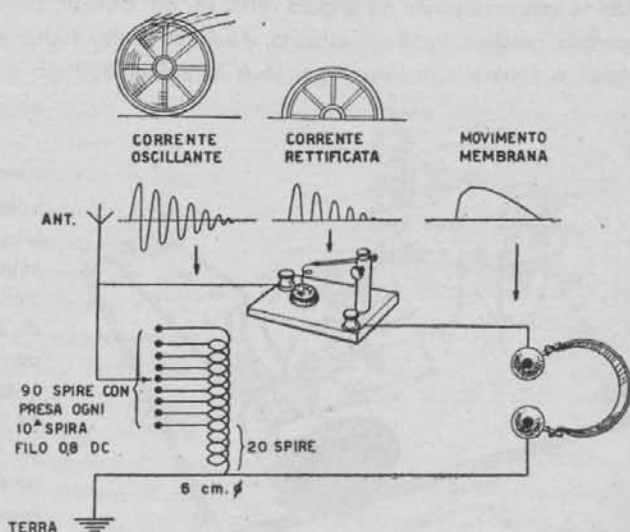 CORRENTE
OSCILLANTE
CORRENTE
RETTIFICATA
MOVIMENTO
MEMBRANA
ANT.
90 SPIRE CON
PRESA OGNI
10ᴬ SPIRA
FILO 0,8 DC
20 SPIRE
6 cm. ϕ
TERRA